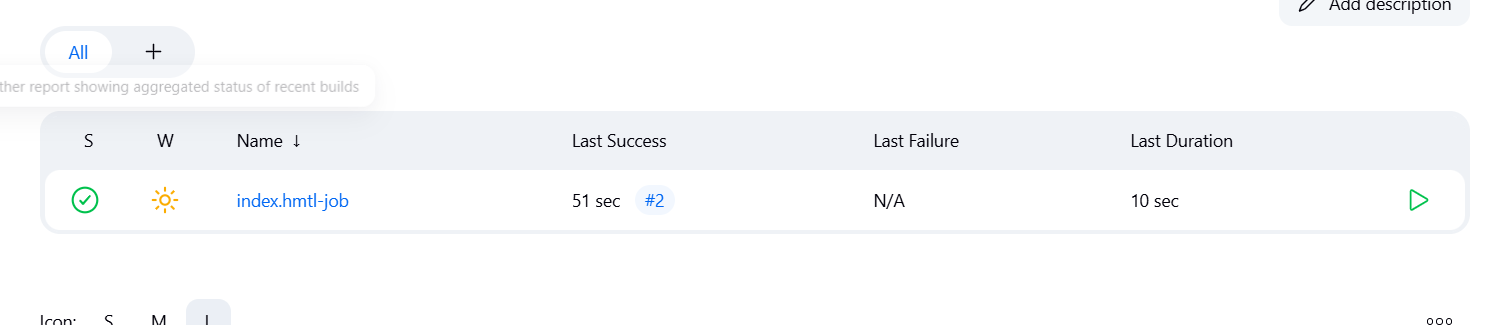 Add description
All +
ther report showing aggregated status of recent builds
S W Name ↓ Last Success Last Failure Last Duration
index.hmtl-job 51 sec #2 N/A 10 sec
Icon: S M L